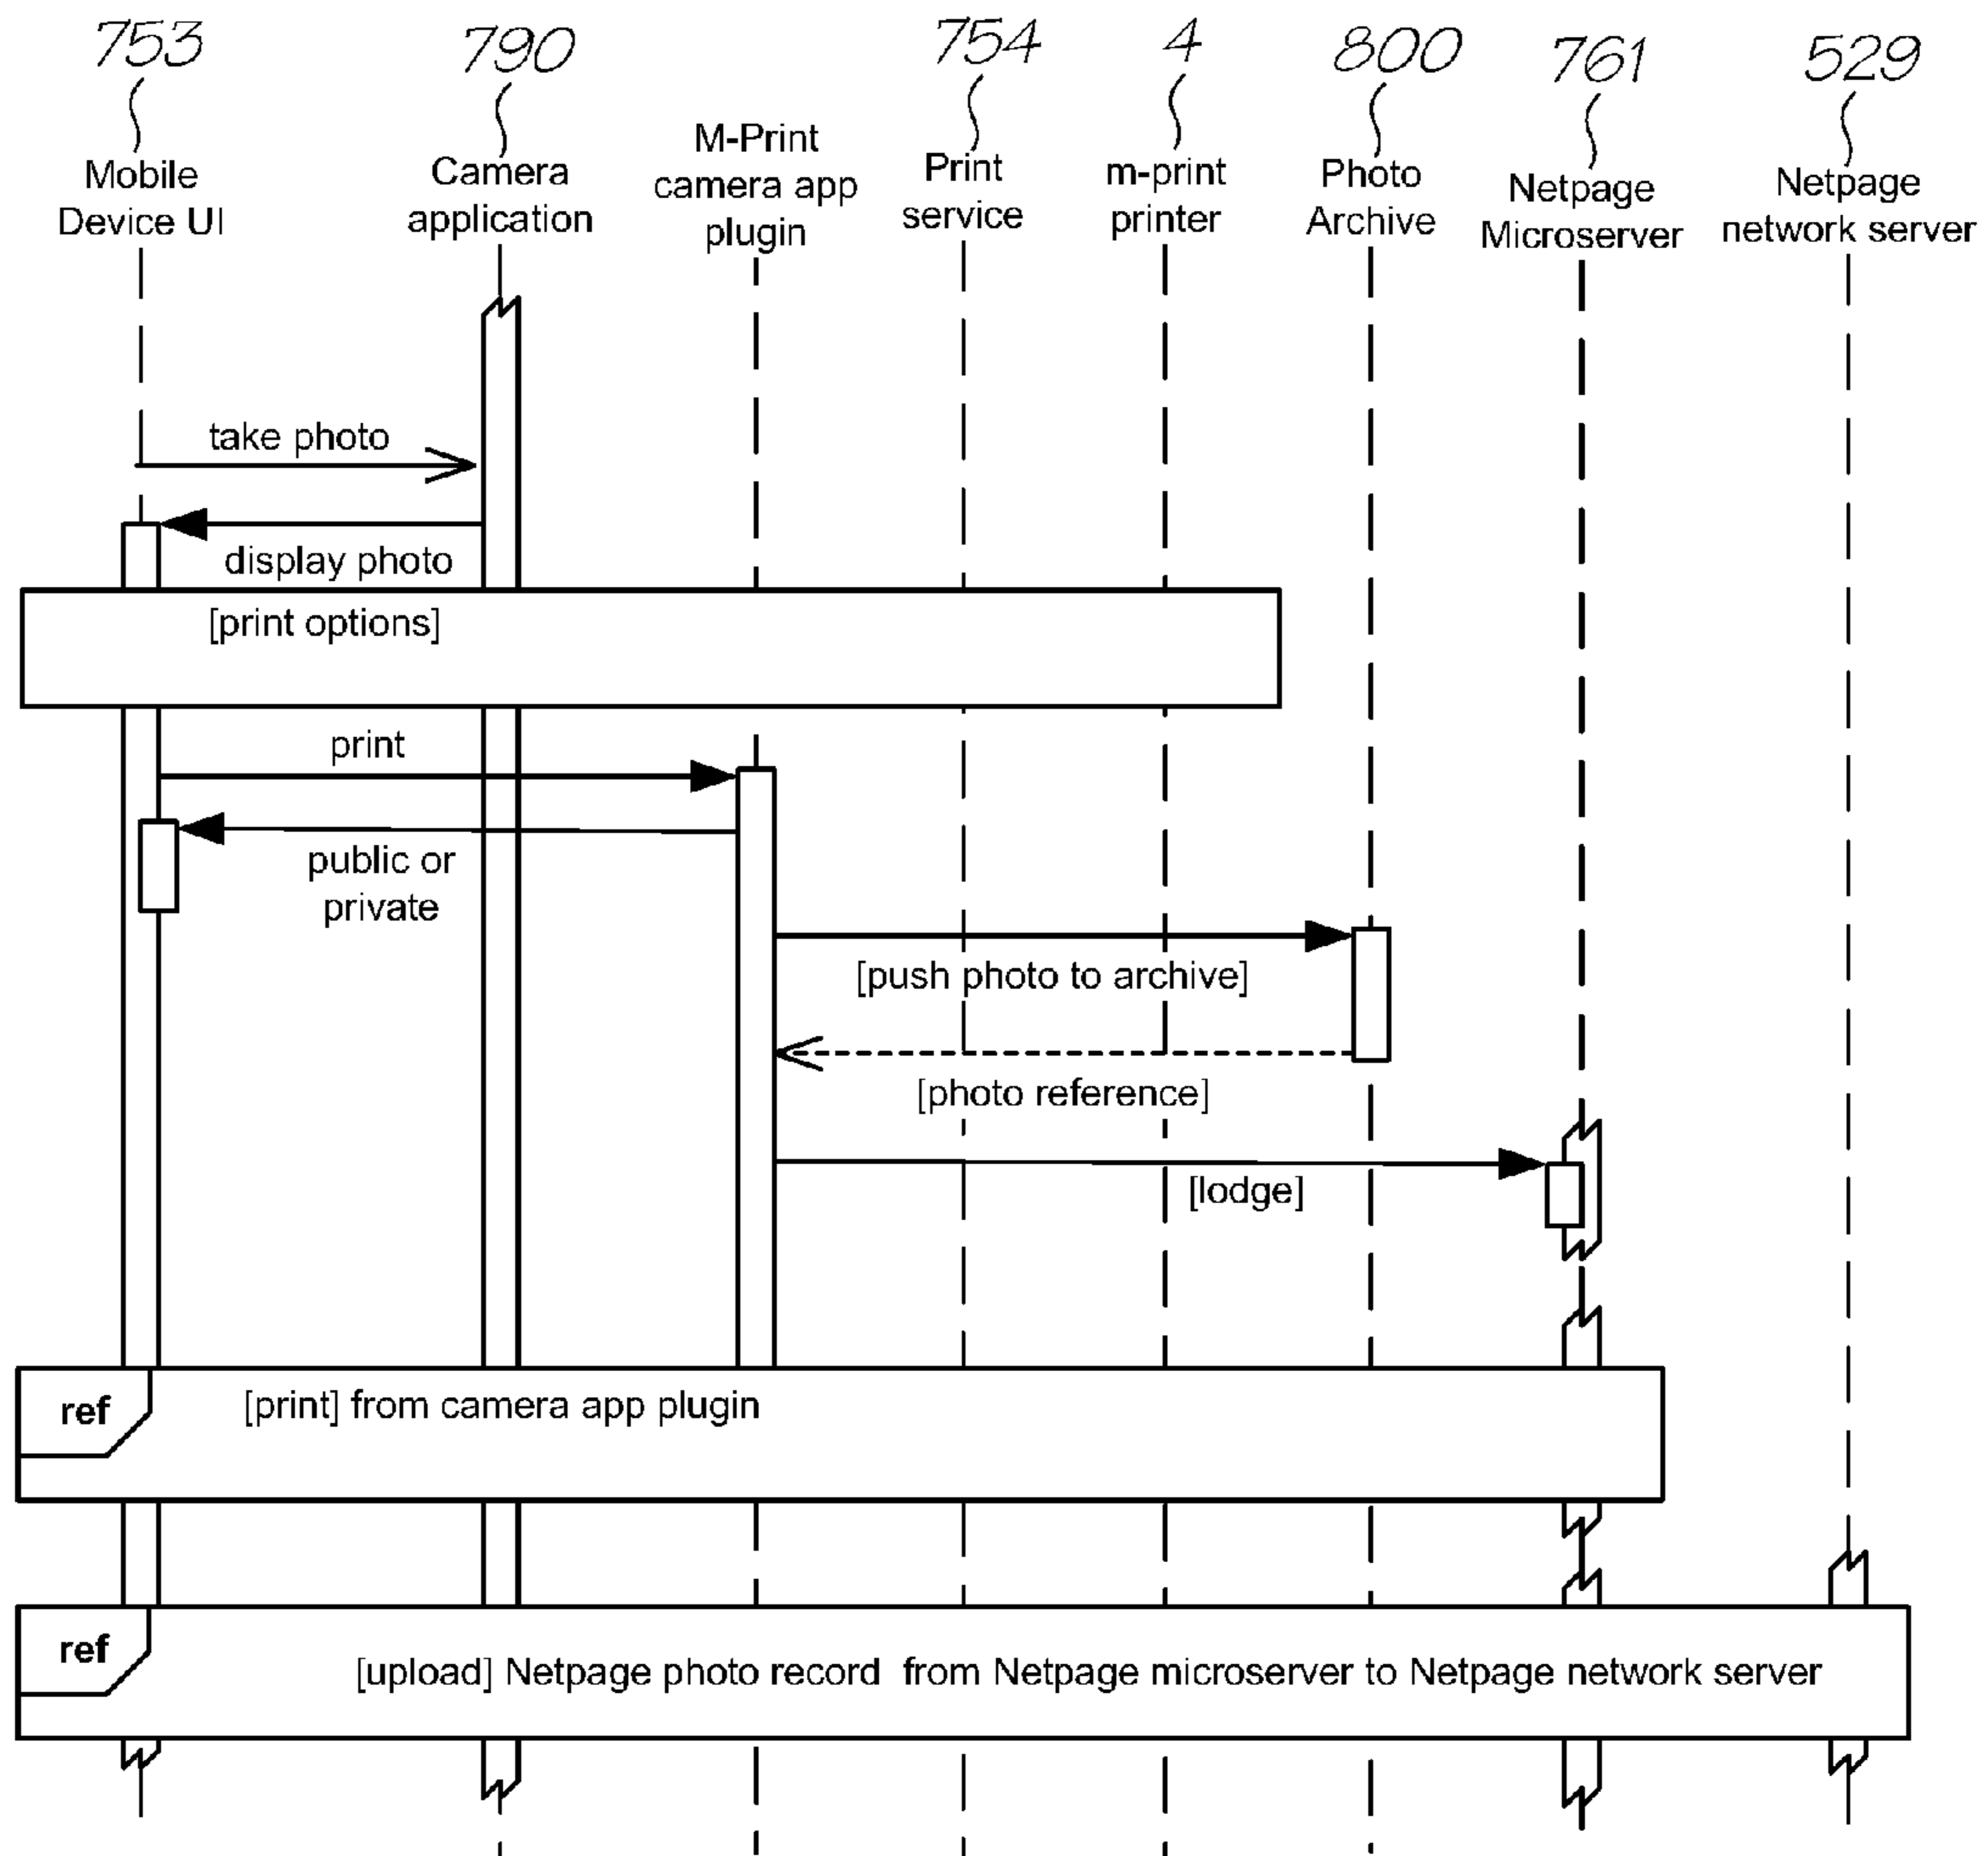 753
790
754
4
800
761
529
Mobile
Device UI
Camera
application
M-Print
camera app
plugin
Print
service
m-print
printer
Photo
Archive
Netpage
Microserver
Netpage
network server
take photo
display photo
[print options]
print
public or
private
[push photo to archive]
[photo reference]
[lodge]
ref
[print] from camera app plugin
ref
[upload] Netpage photo record from Netpage microserver to Netpage network server